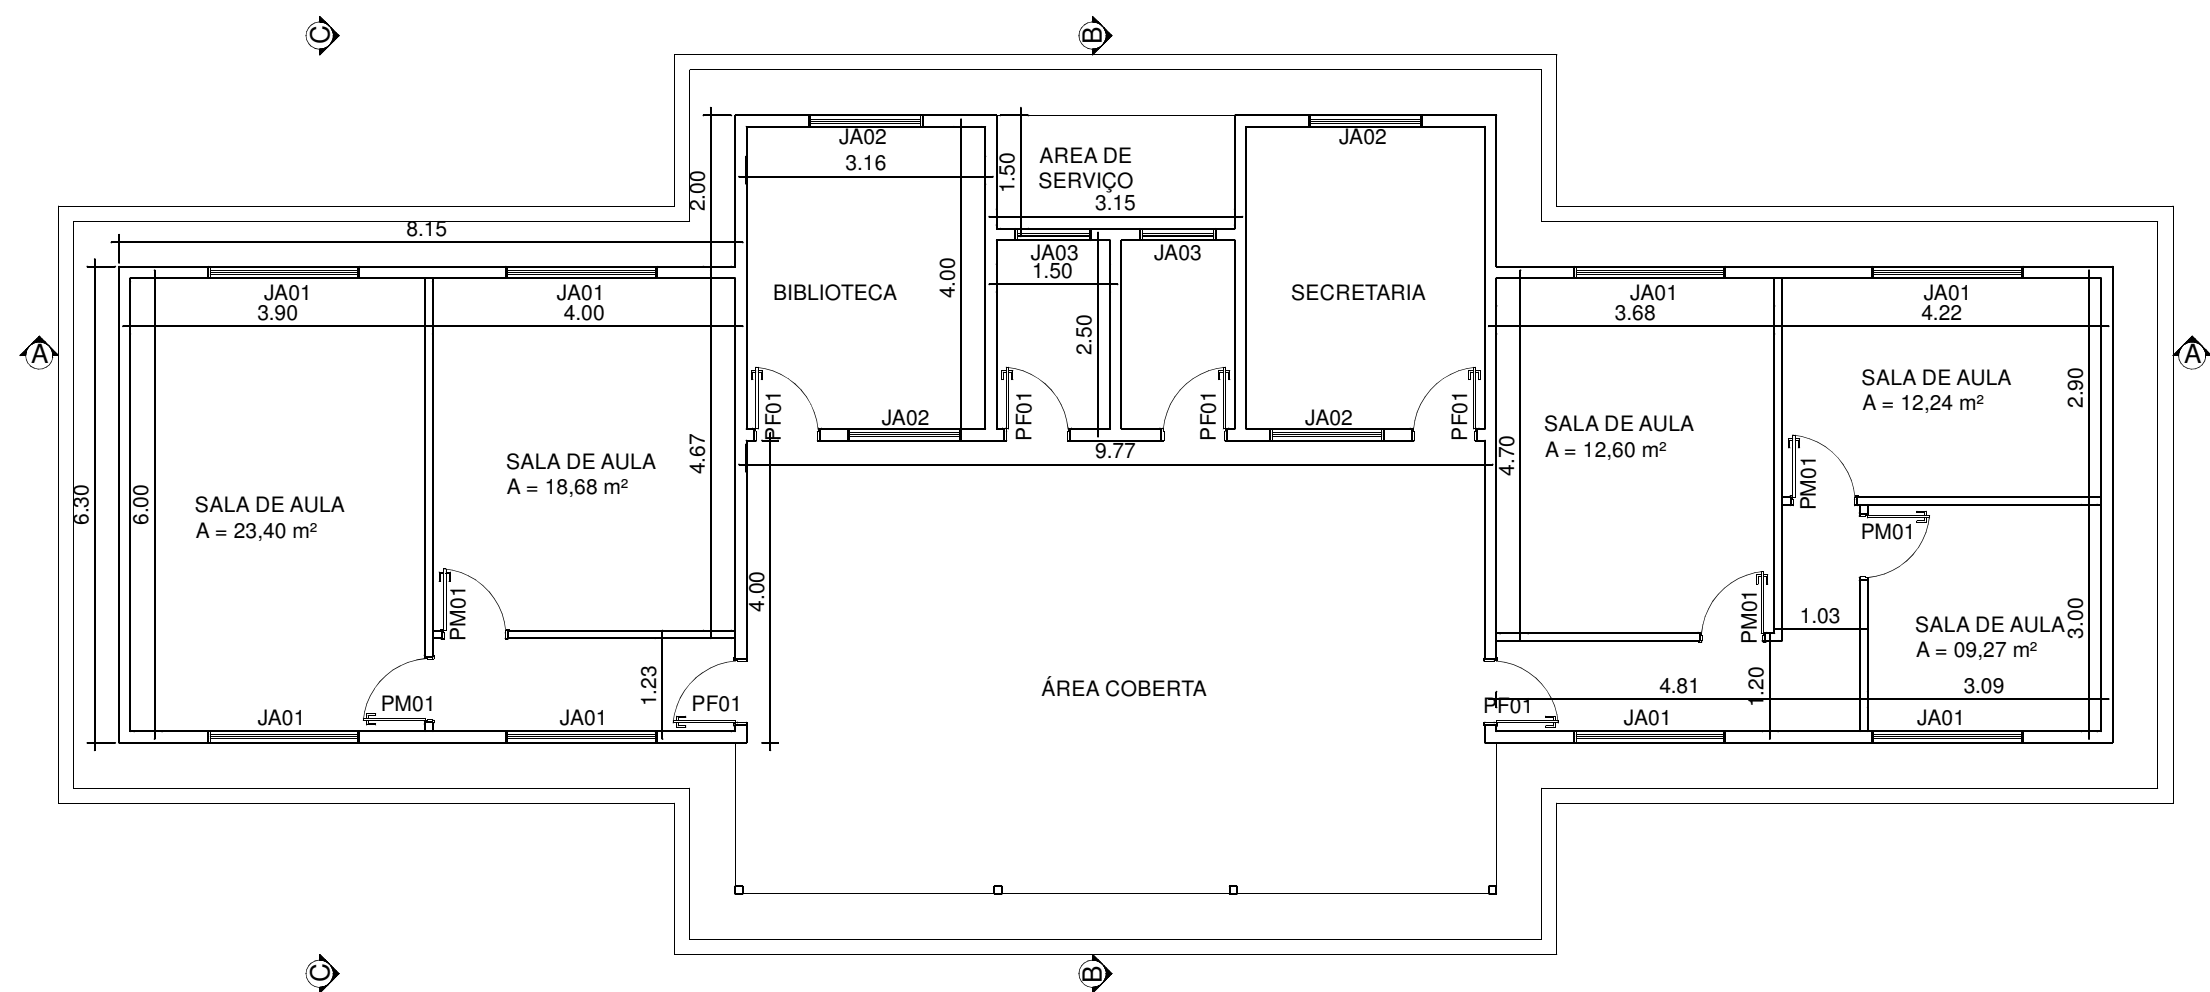 C
B
JA02
3.16
AREA DE
SERVIÇO
1.50
3.15
JA02
2.00
8.15
JA03
1.50
JA03
JA01
3.90
JA01
4.00
BIBLIOTECA
4.00
SECRETARIA
JA01
3.68
JA01
4.22
2.50
A
A
SALA DE AULA
A = 12,24 m²
2.90
PF01
JA02
PF01
PF01
JA02
PF01
SALA DE AULA
A = 12,60 m²
9.77
4.67
4.70
SALA DE AULA
A = 18,68 m²
PM01
6.30
6.00
SALA DE AULA
A = 23,40 m²
PM01
4.00
PM01
PM01
1.03
3.00
SALA DE AULA
A = 09,27 m²
1.23
ÁREA COBERTA
4.81
1.20
3.09
PM01
PF01
PF01
JA01
JA01
JA01
JA01
C
B